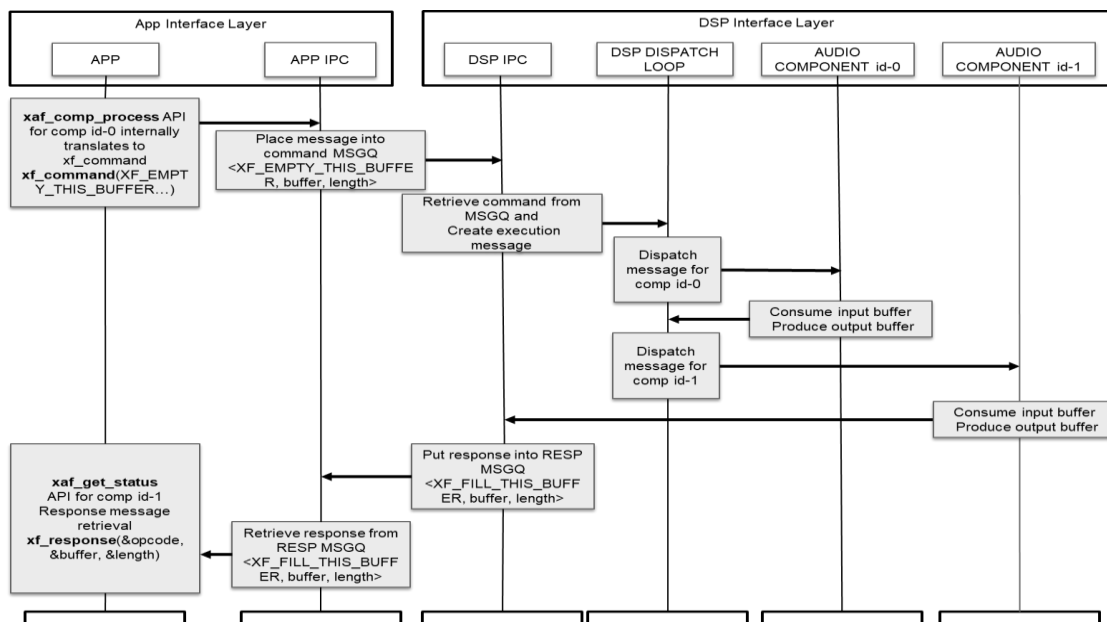 App Interface Layer
DSP Interface Layer
APP
APP IPC
DSP IPC
DSP DISPATCH
LOOP
AUDIO
COMPONENT id-0
AUDIO
COMPONENT id-1
xaf_comp_process API
for comp id-0 internally
translates to
xf_command
xf_command(XF_EMPT
Y_THIS_BUFFER...)
Place message into
command MSGQ
<XF_EMPTY_THIS_BUFFE
R, buffer, length>
Retrieve command from
MSGQ and
Create execution
message
Dispatch
message for
comp id-0
Consume input buffer
Produce output buffer
Dispatch
message for
comp id-1
Consume input buffer
Produce output buffer
Put response into RESP
MSGQ
<XF_FILL_THIS_BUFF
ER, buffer, length>
xaf_get_status
API for comp id-1
Response message
retrieval
xf_response(&opcode,
&buffer, &length)
Retrieve response from
RESP MSGQ
<XF_FILL_THIS_BUFF
ER, buffer, length>